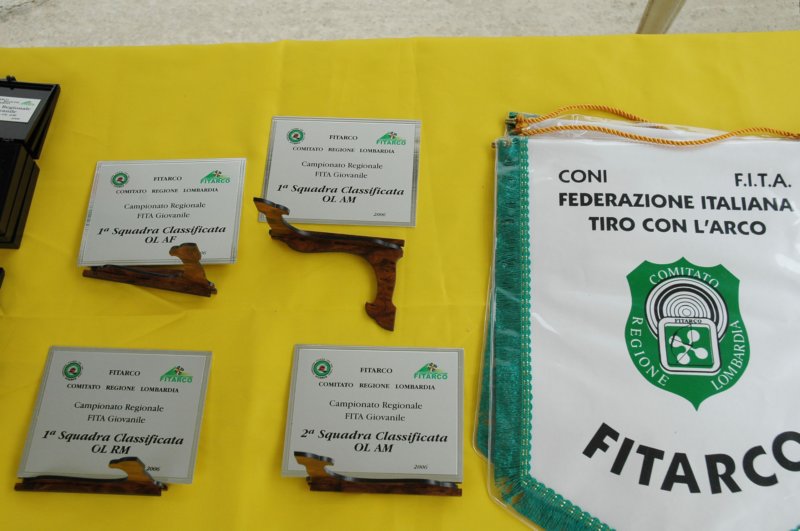 Regionale
FITARCO
COMITATO REGIONE LOMBARDIA
FITARCO
Campionato Regionale
FITA Giovanile
1ª Squadra Classificata
OL AF
FITARCO
COMITATO REGIONE LOMBARDIA
FITARCO
Campionato Regionale
FITA Giovanile
1ª Squadra Classificata
OL AM
2006
FITARCO
COMITATO REGIONE LOMBARDIA
FITARCO
Campionato Regionale
FITA Giovanile
1ª Squadra Classificata
OL RM
2006
FITARCO
COMITATO REGIONE LOMBARDIA
FITARCO
Campionato Regionale
FITA Giovanile
2ª Squadra Classificata
OL AM
2006
CONI F.I.T.A.
FEDERAZIONE ITALIANA
TIRO CON L'ARCO
COMITATO
FITARCO
REGIONE
LOMBARDIA
FITARCO